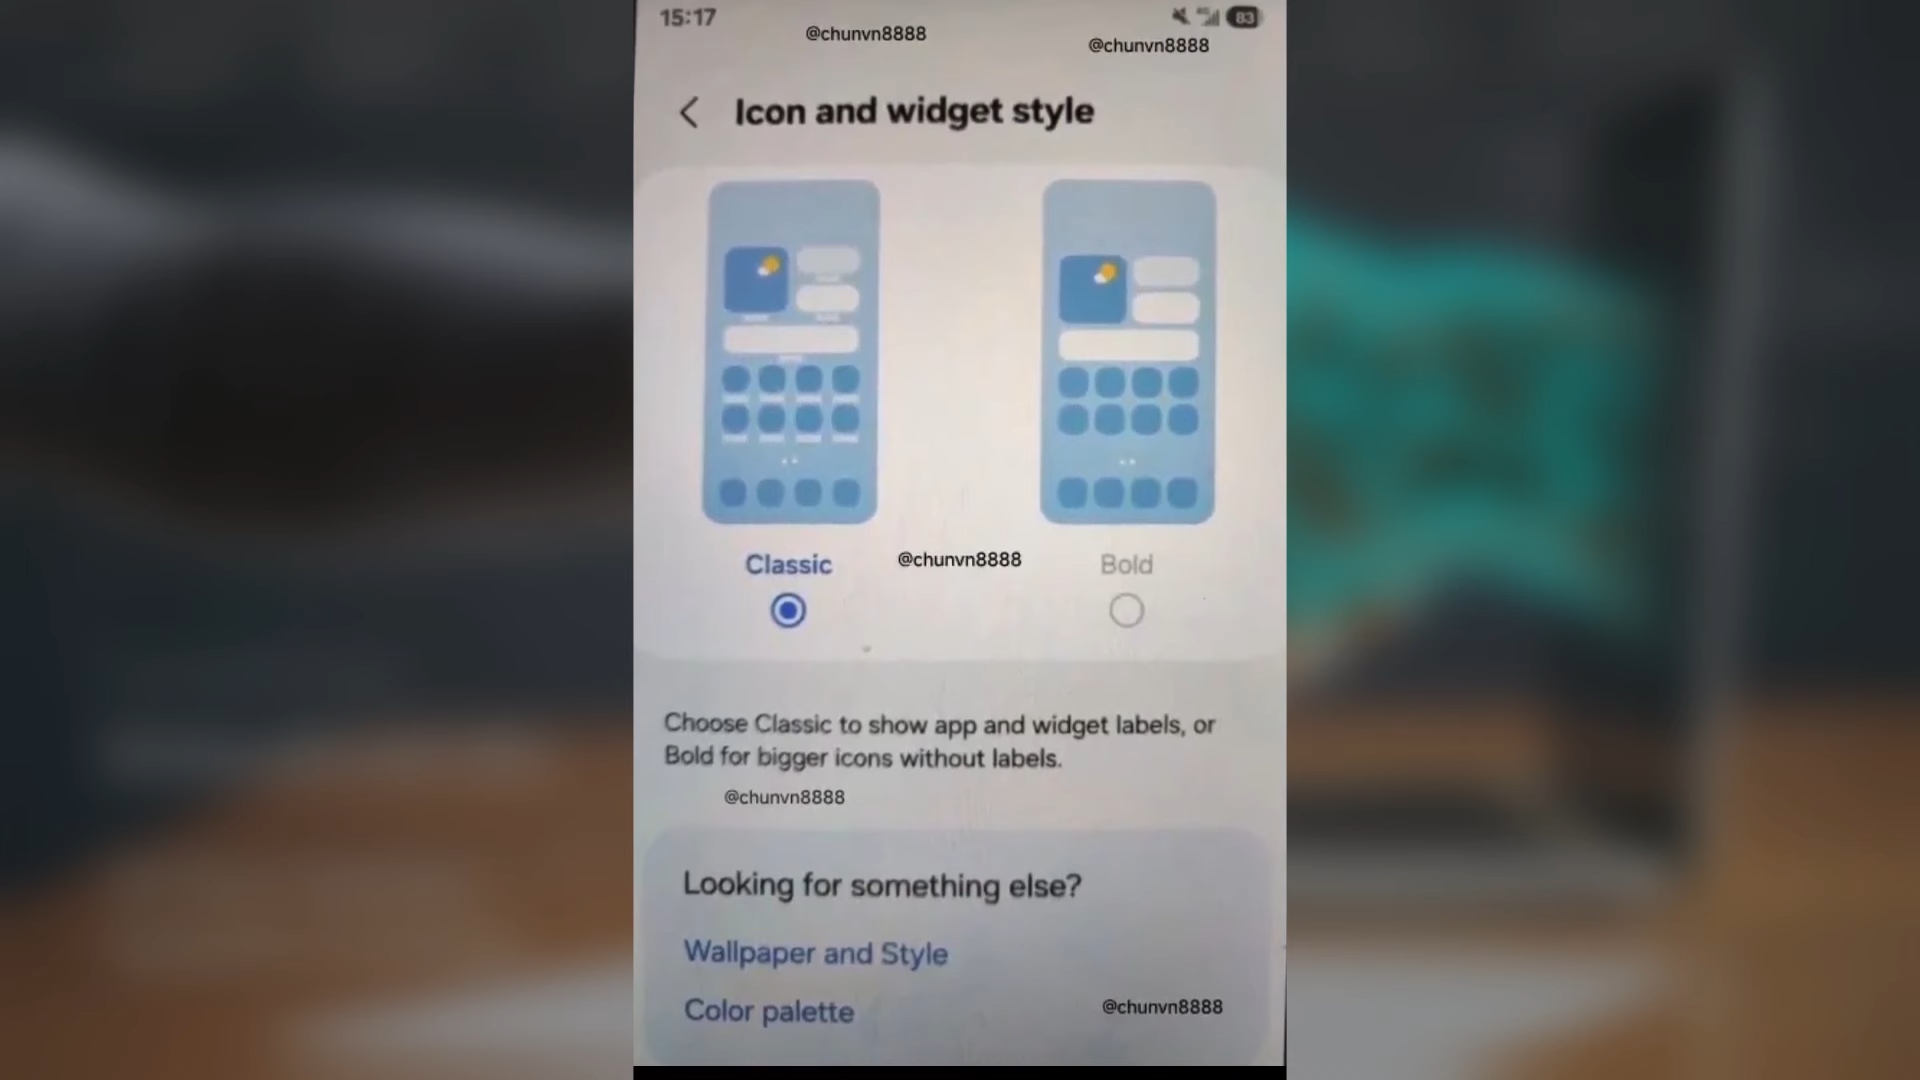 15:17
83
@chunvn8888
@chunvn8888
Icon and widget style
Classic
@chunvn8888
Bold
Choose Classic to show app and widget labels, or
Bold for bigger icons without labels.
@chunvn8888
Looking for something else?
Wallpaper and Style
Color palette
@chunvn8888